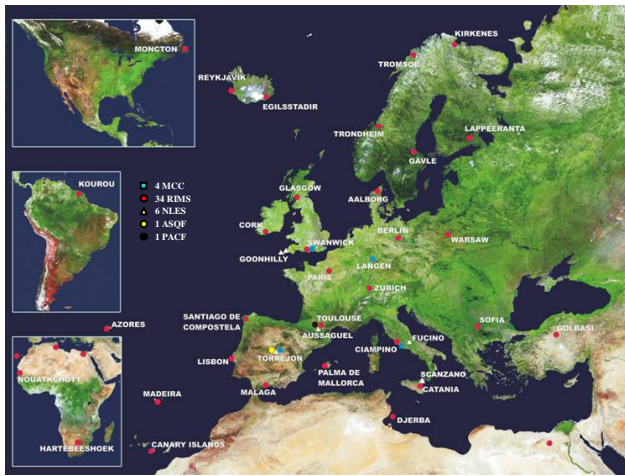 MONCTON
KIRKENES
TROMSOE
REYKJAVIK
EGILSSTADIR
TRONDHEIM
LAPPEERANTA
GÄVLE
KOUROU
4 MCC
34 RIMS
6 NLES
1 ASQF
1 PACF
GLASGOW
AALBORG
CORK
SWANWICK
BERLIN
WARSAW
GOONHILLY
LANGEN
PARIS
ZURICH
SANTIAGO DE
COMPOSTELA
TOULOUSE
AUSSAGUEL
SOFIA
GOLBASI
AZORES
FUCINO
CIAMPINO
LISBON
TORREJON
PALMA DE
MALLORCA
SCANZANO
CATANIA
NOUATKCHOTT
MALAGA
MADEIRA
DJERBA
HARTEBEESHOEK
CANARY ISLANDS